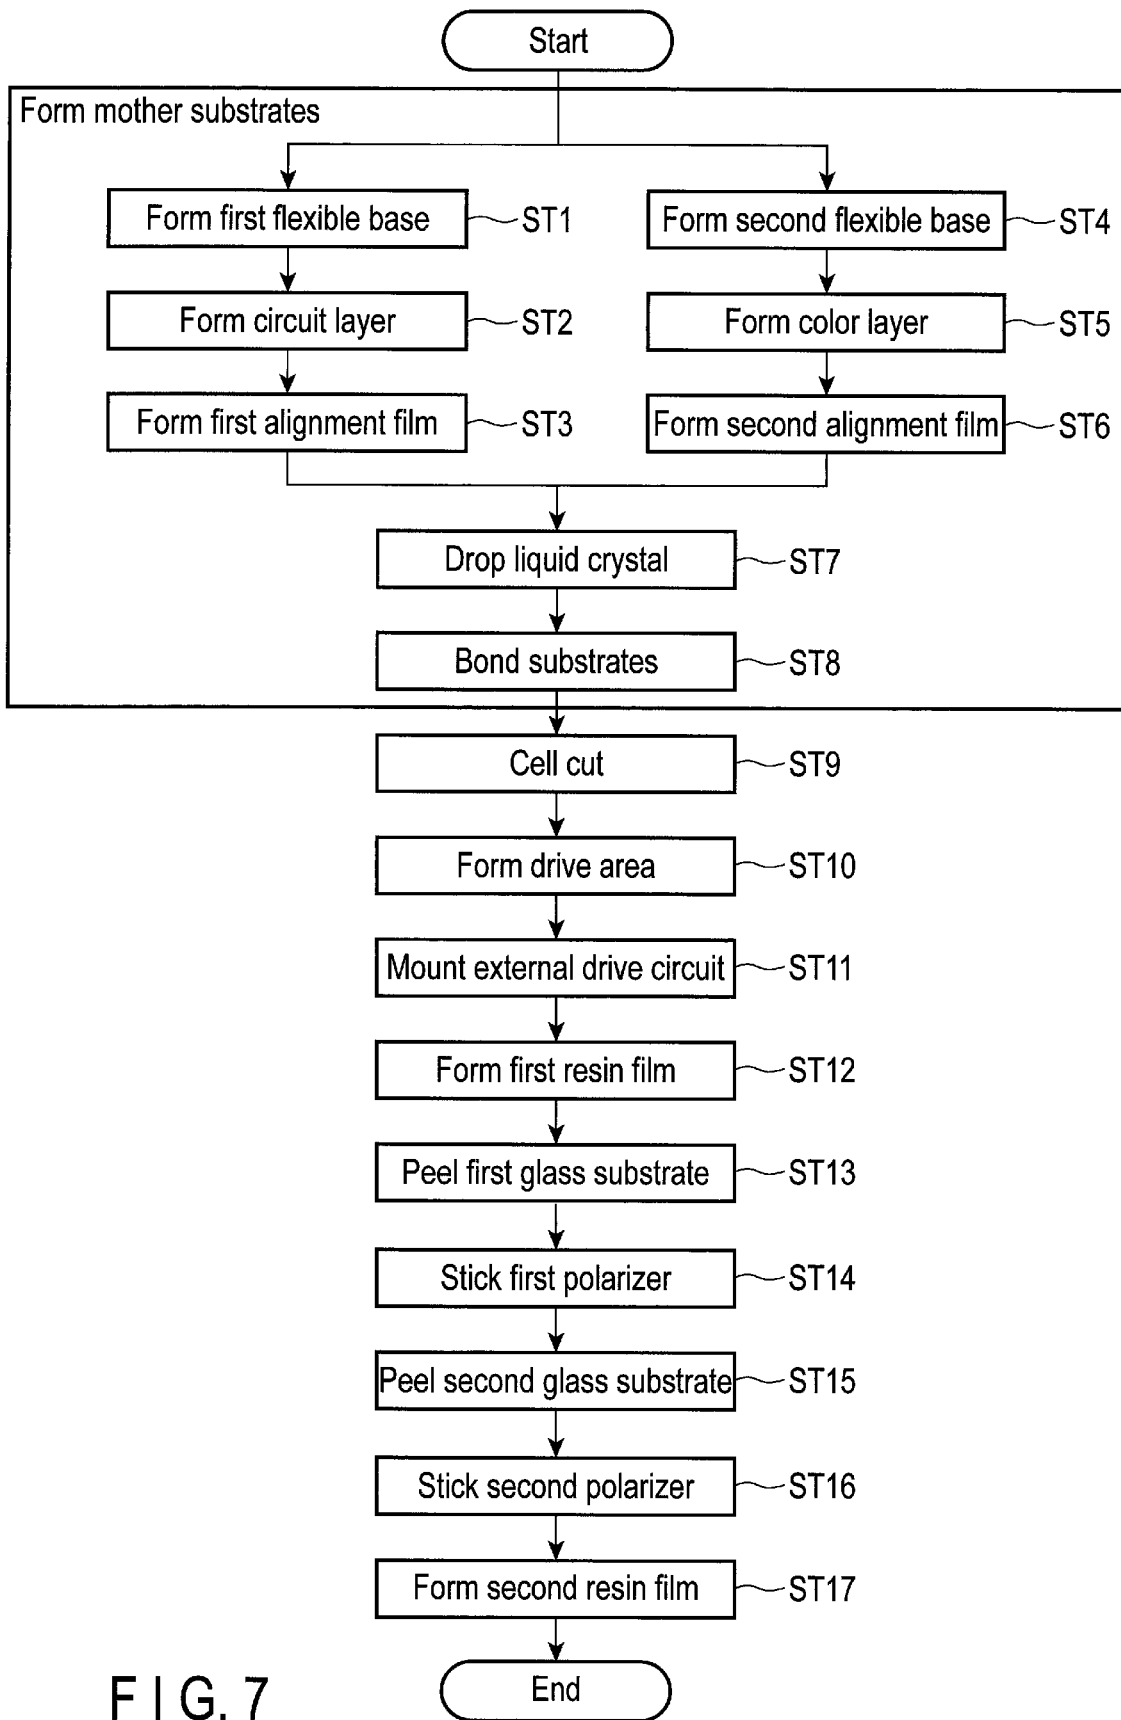 Start
Form mother substrates
Form first flexible base
ST1
Form second flexible base
ST4
Form circuit layer
ST2
Form color layer
ST5
Form first alignment film
ST3
Form second alignment film
ST6
Drop liquid crystal
ST7
Bond substrates
ST8
Cell cut
ST9
Form drive area
ST10
Mount external drive circuit
ST11
Form first resin film
ST12
Peel first glass substrate
ST13
Stick first polarizer
ST14
Peel second glass substrate
ST15
Stick second polarizer
ST16
Form second resin film
ST17
End
FIG. 7